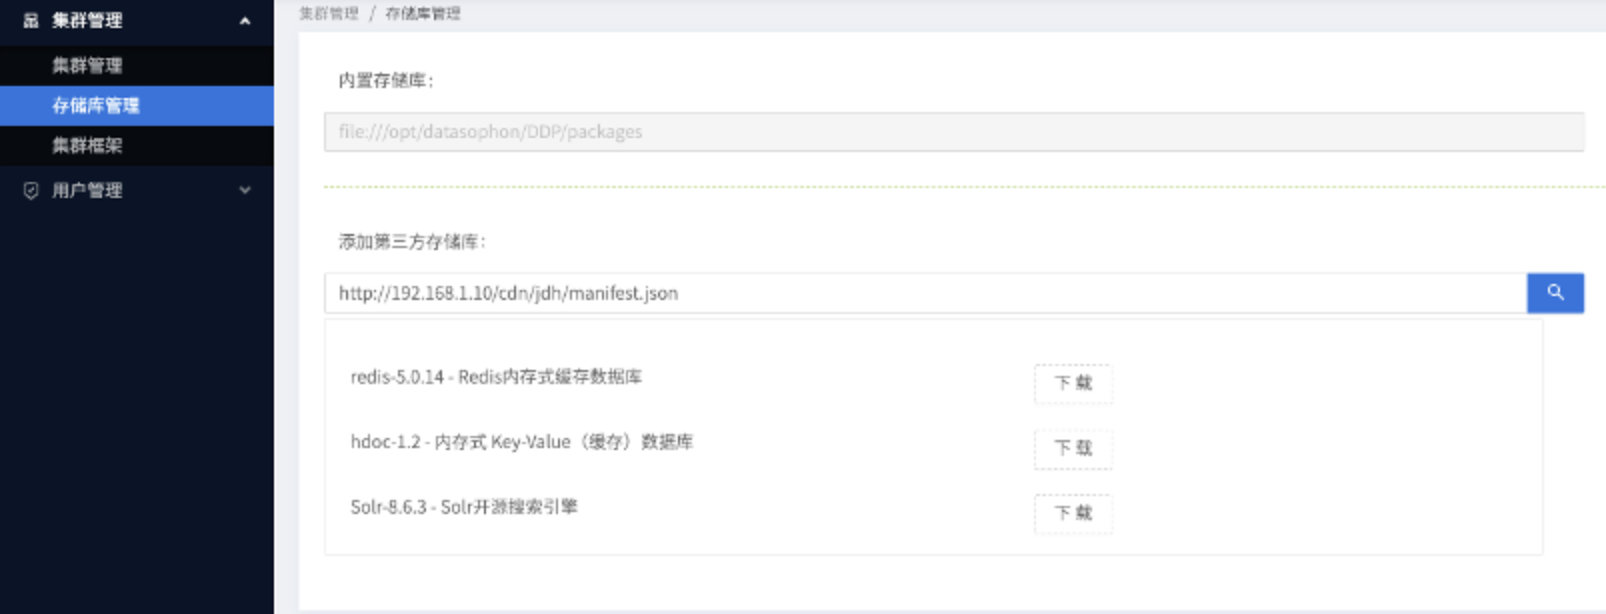 集群管理
集群管理
存储库管理
集群框架
用户管理
集群管理 / 存储库管理
内置存储库：
file:///opt/datasophon/DDP/packages
添加第三方存储库：
http://192.168.1.10/cdn/jdh/manifest.json
redis-5.0.14 - Redis内存式缓存数据库
下 载
hdoc-1.2 - 内存式 Key-Value（缓存）数据库
下 载
Solr-8.6.3 - Solr开源搜索引擎
下 载